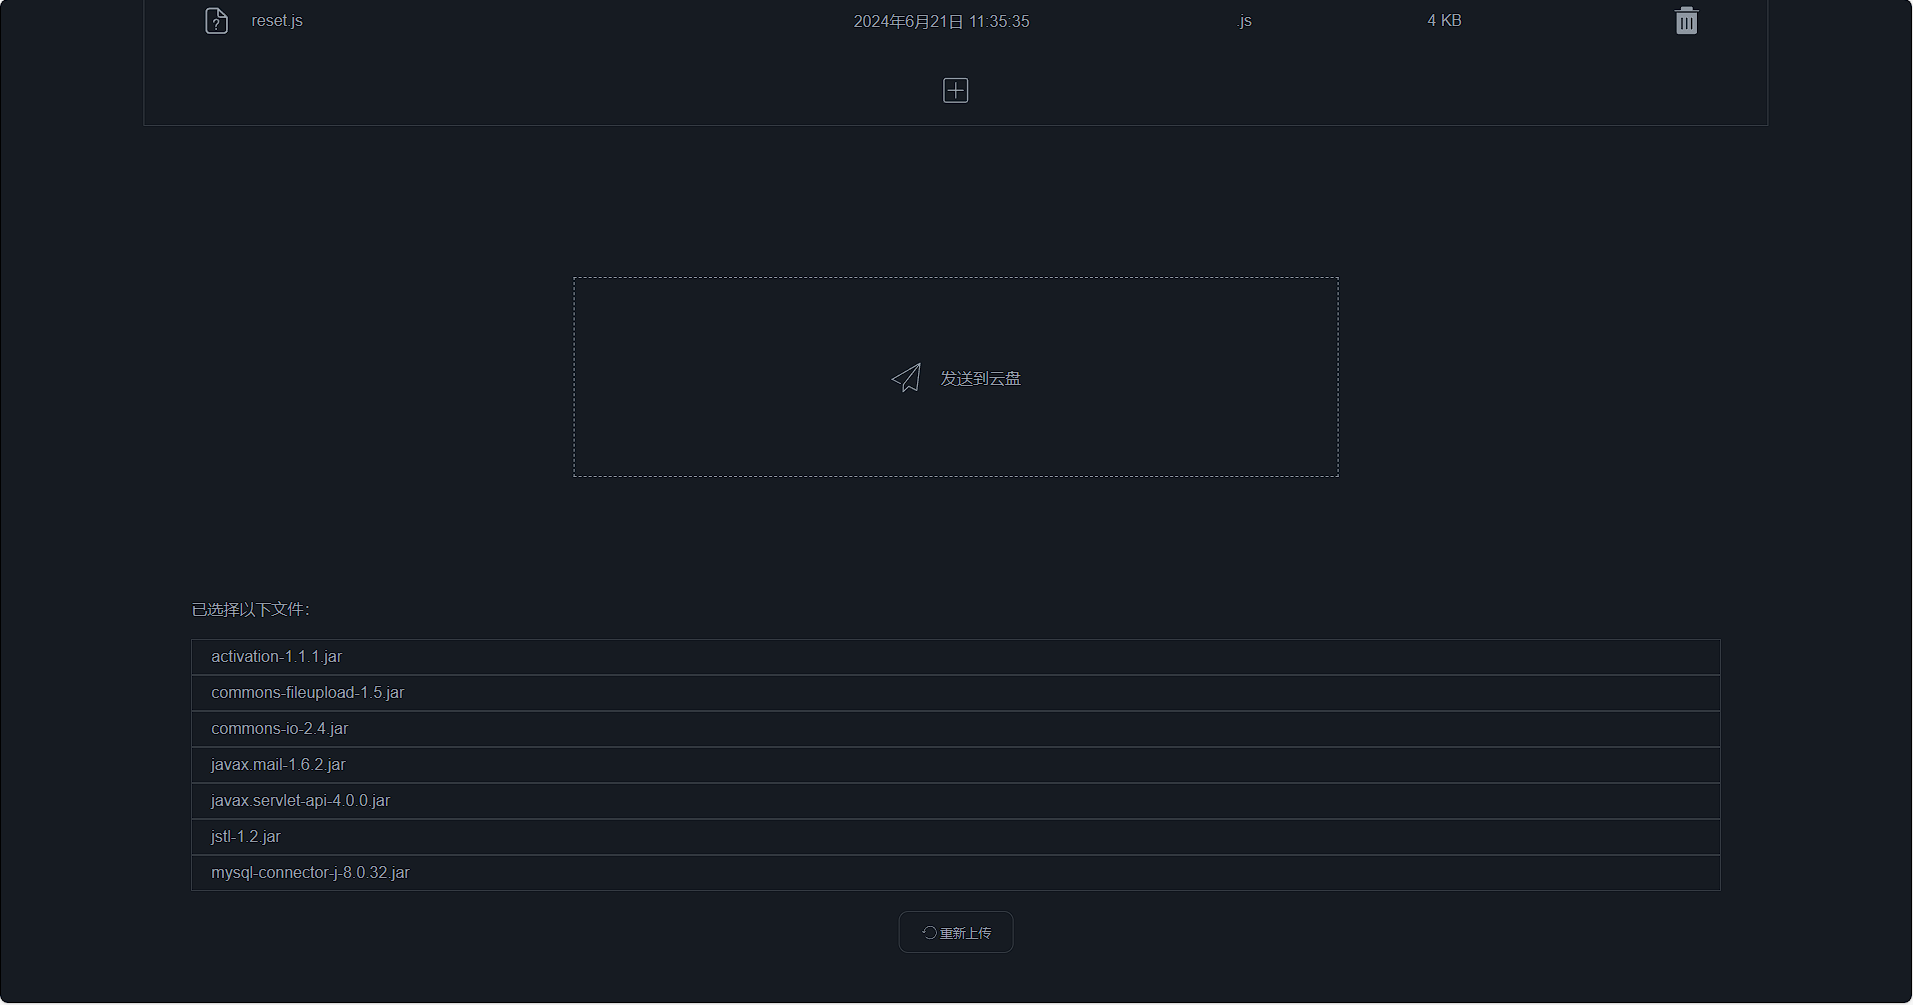 reset.js 2024年6月21日 11:35:35 .js 4 KB
发送到云盘
已选择以下文件：
activation-1.1.1.jar
commons-fileupload-1.5.jar
commons-io-2.4.jar
javax.mail-1.6.2.jar
javax.servlet-api-4.0.0.jar
jstl-1.2.jar
mysql-connector-j-8.0.32.jar
重新上传